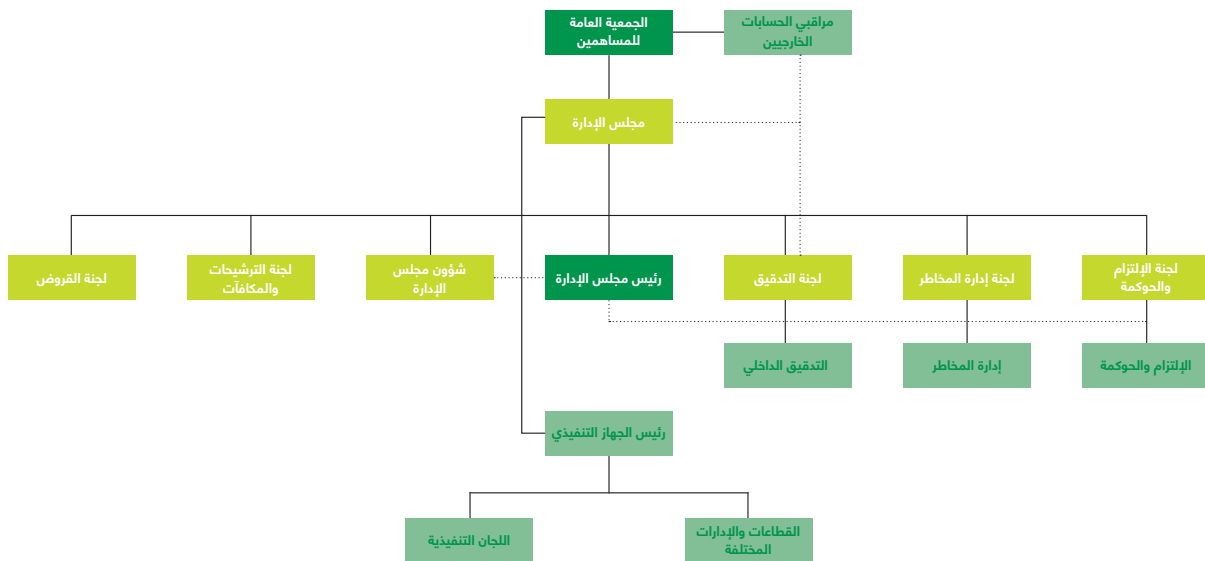 الجمعية العامة
للمساهمين
مراقبي الحسابات
الخارجيين
مجلس الإدارة
لجنة الإلتزام
والحوكمة
لجنة إدارة المخاطر
لجنة التدقيق
رئيس مجلس الإدارة
شؤون مجلس
الإدارة
لجنة الترشيحات
والمكافآت
لجنة القروض
الإلتزام والحوكمة
إدارة المخاطر
التدقيق الداخلي
رئيس الجهاز التنفيذي
القطاعات والإدارات
المختلفة
اللجان التنفيذية